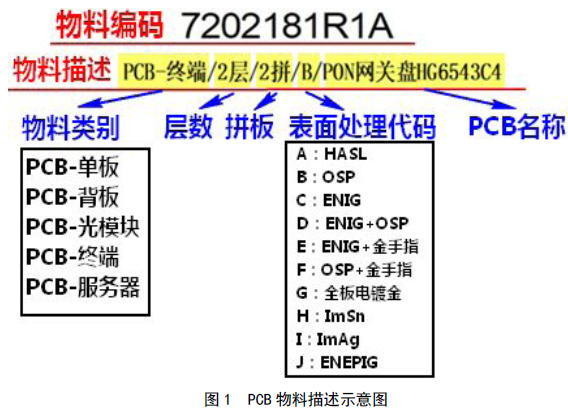 物料编码 7202181R1A
物料描述 PCB-终端/2层/2拼/B/PON网关盘HG6543C4
物料类别 层数 拼板 表面处理代码 PCB名称
PCB-单板
PCB-背板
PCB-光模块
PCB-终端
PCB-服务器
A：HASL
B：OSP
C：ENIG
D：ENIG+OSP
E：ENIG+金手指
F：OSP+金手指
G：全板电镀金
H：ImSn
I：ImAg
J：ENEPIG
图 1 PCB 物料描述示意图